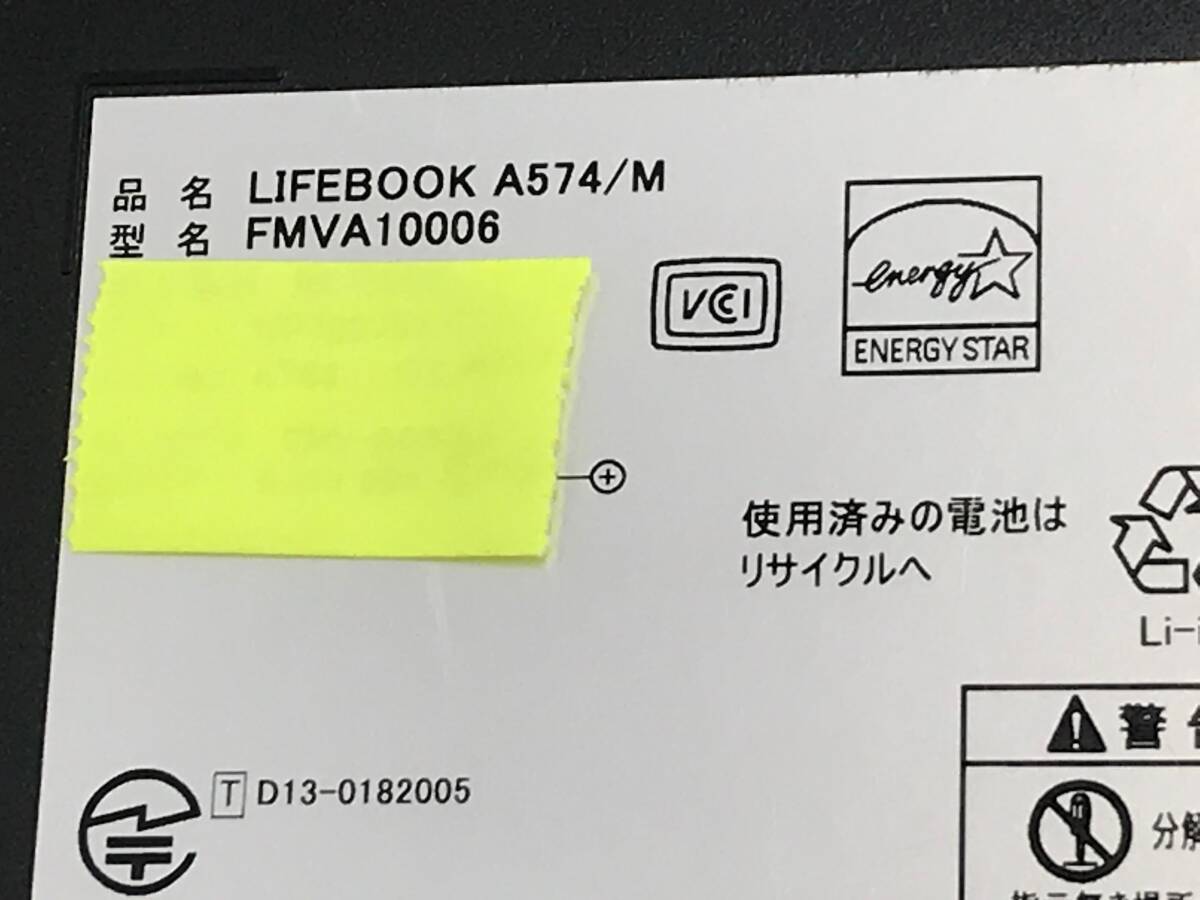 品 名 LIFEBOOK A574/M
型 名 FMVA10006
VCCI
energy
ENERGY STAR
使用済みの電池は
リサイクルへ
Li-i
警告
T D13-0182005
分解